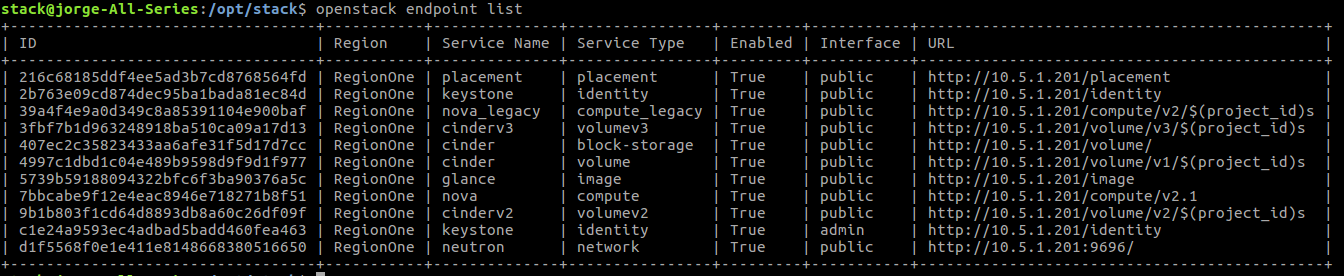 stack@jorge-All-Series:/opt/stack$ openstack endpoint list
+----------------------------------+-----------+--------------+----------------+---------+-----------+--------------------------------------------+
| ID                               | Region    | Service Name | Service Type   | Enabled | Interface | URL                                        |
+----------------------------------+-----------+--------------+----------------+---------+-----------+--------------------------------------------+
| 216c68185ddf4ee5ad3b7cd8768564fd | RegionOne | placement    | placement      | True    | public    | http://10.5.1.201/placement                |
| 2b763e09cd874dec95ba1bada81ec84d | RegionOne | keystone     | identity       | True    | public    | http://10.5.1.201/identity                 |
| 39a4f4e9a0d349c8a85391104e900baf | RegionOne | nova_legacy  | compute_legacy | True    | public    | http://10.5.1.201/compute/v2/$(project_id)s |
| 3fbf7b1d963248918ba510ca09a17d13 | RegionOne | cinderv3     | volumev3       | True    | public    | http://10.5.1.201/volume/v3/$(project_id)s |
| 407ec2c35823433aa6afe31f5d17d7cc | RegionOne | cinder       | block-storage  | True    | public    | http://10.5.1.201/volume/                  |
| 4997c1dbd1c04e489b9598d9f9d1f977 | RegionOne | cinder       | volume         | True    | public    | http://10.5.1.201/volume/v1/$(project_id)s |
| 5739b59188094322bfc6f3ba90376a5c | RegionOne | glance       | image          | True    | public    | http://10.5.1.201/image                    |
| 7bbcabe9f12e4eac8946e718271b8f51 | RegionOne | nova         | compute        | True    | public    | http://10.5.1.201/compute/v2.1             |
| 9b1b803f1cd64d8893db8a60c26df09f | RegionOne | cinderv2     | volumev2       | True    | public    | http://10.5.1.201/volume/v2/$(project_id)s |
| c1e24a9593ec4adbad5badd460fea463 | RegionOne | keystone     | identity       | True    | admin     | http://10.5.1.201/identity                 |
| d1f5568f0e1e411e8148668380516650 | RegionOne | neutron      | network        | True    | public    | http://10.5.1.201:9696/                    |
+----------------------------------+-----------+--------------+----------------+---------+-----------+--------------------------------------------+